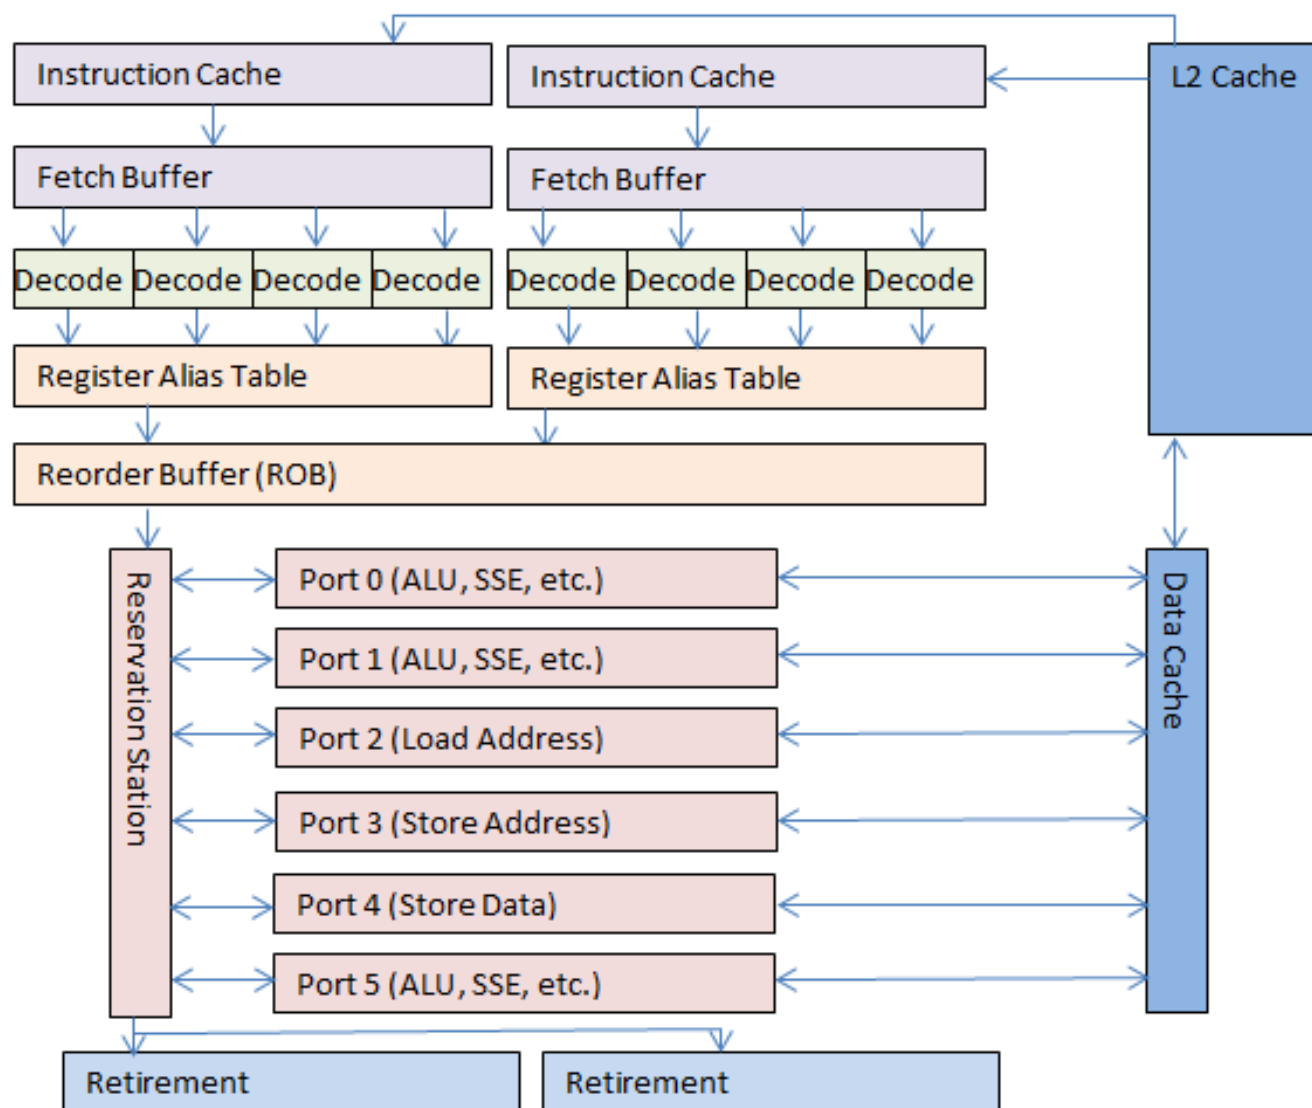 Instruction Cache
Instruction Cache
L2 Cache
Fetch Buffer
Fetch Buffer
Decode Decode Decode Decode
Decode Decode Decode Decode
Register Alias Table
Register Alias Table
Reorder Buffer (ROB)
Reservation Station
Port 0 (ALU, SSE, etc.)
Port 1 (ALU, SSE, etc.)
Port 2 (Load Address)
Port 3 (Store Address)
Port 4 (Store Data)
Port 5 (ALU, SSE, etc.)
Data Cache
Retirement
Retirement